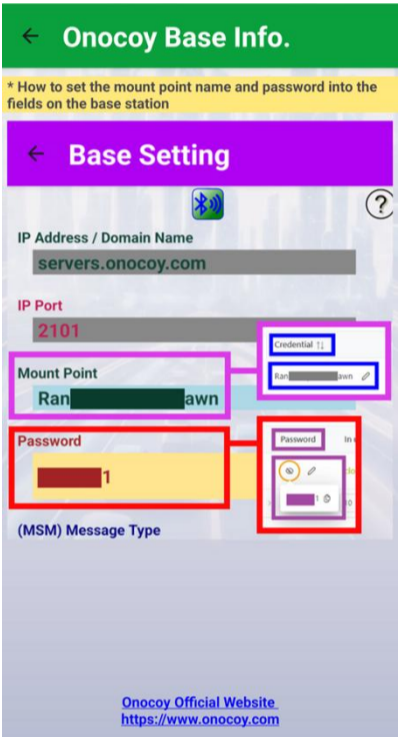 Onocoy Base Info.
* How to set the mount point name and password into the
fields on the base station
Base Setting
?
IP Address / Domain Name
servers.onocoy.com
IP Port
2101
Credential ↑↓
Mount Point
Ran awn
Ran awn
Password
1
Password In
1
10
(MSM) Message Type
Onocoy Official Website
https://www.onocoy.com